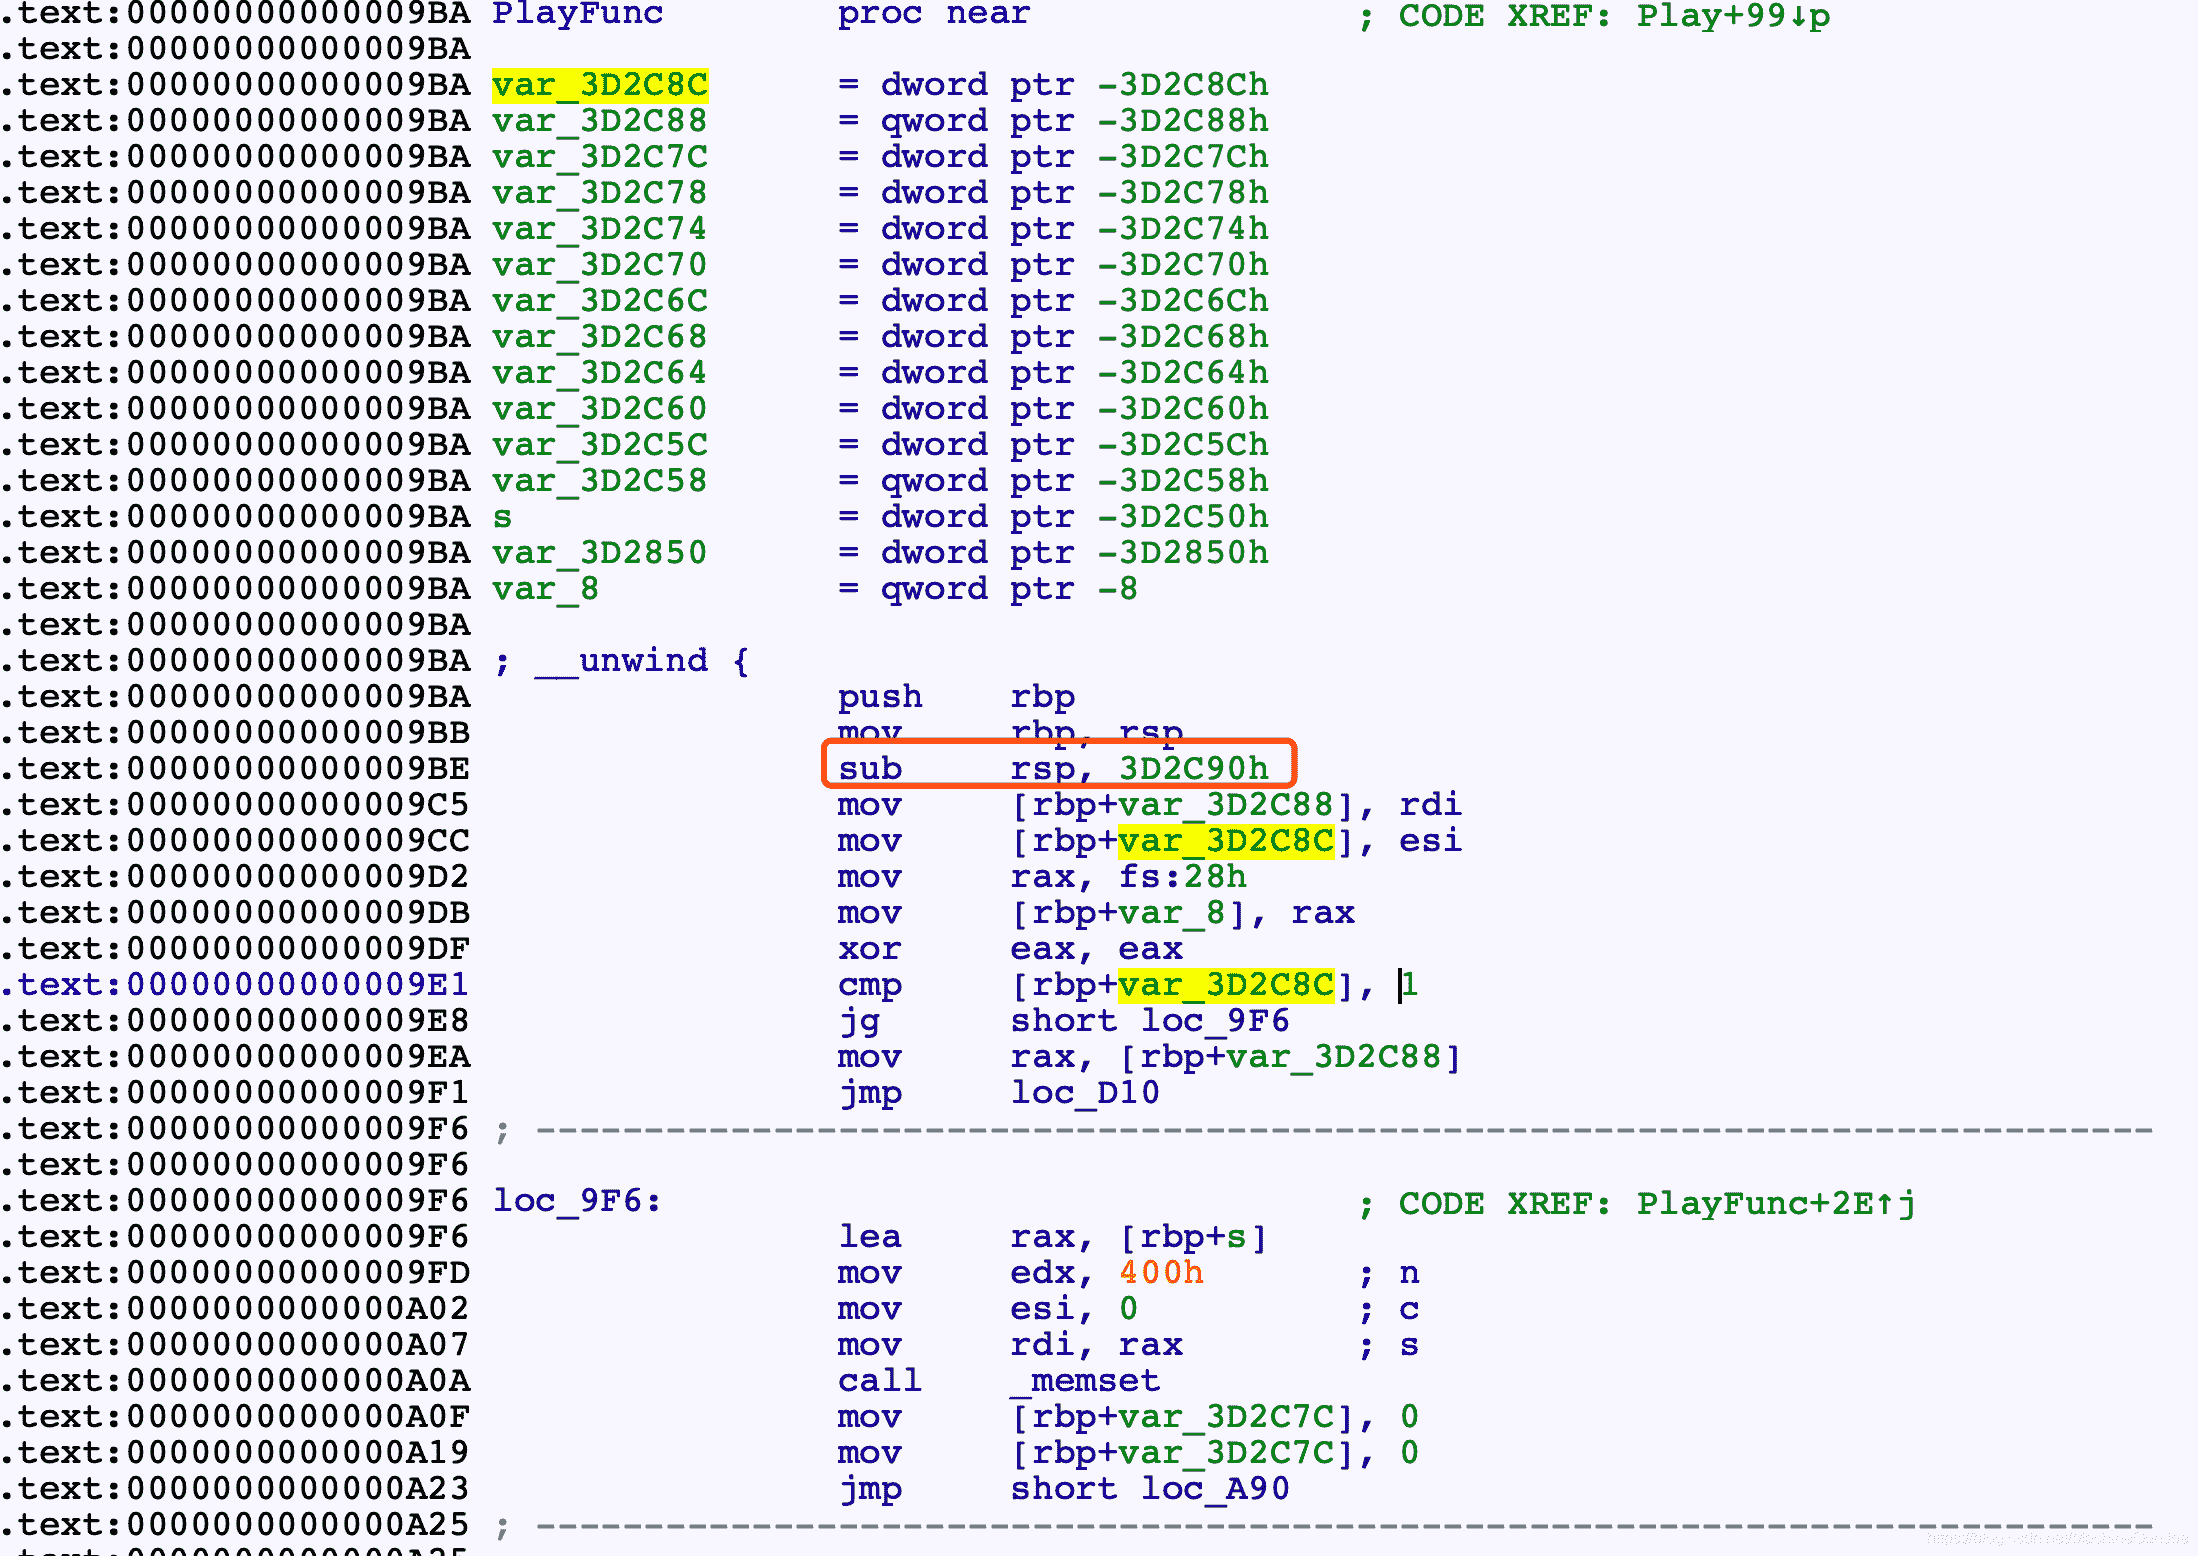 .text:00000000000009BA PlayFunc        proc near               ; CODE XREF: Play+99↓p
.text:00000000000009BA
.text:00000000000009BA var_3D2C8C      = dword ptr -3D2C8Ch
.text:00000000000009BA var_3D2C88      = qword ptr -3D2C88h
.text:00000000000009BA var_3D2C7C      = dword ptr -3D2C7Ch
.text:00000000000009BA var_3D2C78      = dword ptr -3D2C78h
.text:00000000000009BA var_3D2C74      = dword ptr -3D2C74h
.text:00000000000009BA var_3D2C70      = dword ptr -3D2C70h
.text:00000000000009BA var_3D2C6C      = dword ptr -3D2C6Ch
.text:00000000000009BA var_3D2C68      = dword ptr -3D2C68h
.text:00000000000009BA var_3D2C64      = dword ptr -3D2C64h
.text:00000000000009BA var_3D2C60      = dword ptr -3D2C60h
.text:00000000000009BA var_3D2C5C      = dword ptr -3D2C5Ch
.text:00000000000009BA var_3D2C58      = qword ptr -3D2C58h
.text:00000000000009BA s               = dword ptr -3D2C50h
.text:00000000000009BA var_3D2850      = dword ptr -3D2850h
.text:00000000000009BA var_8           = qword ptr -8
.text:00000000000009BA
.text:00000000000009BA ; __unwind {
.text:00000000000009BA                 push    rbp
.text:00000000000009BB                 mov     rbp, rsp
.text:00000000000009BE                 sub     rsp, 3D2C90h
.text:00000000000009C5                 mov     [rbp+var_3D2C88], rdi
.text:00000000000009CC                 mov     [rbp+var_3D2C8C], esi
.text:00000000000009D2                 mov     rax, fs:28h
.text:00000000000009DB                 mov     [rbp+var_8], rax
.text:00000000000009DF                 xor     eax, eax
.text:00000000000009E1                 cmp     [rbp+var_3D2C8C], 1
.text:00000000000009E8                 jg      short loc_9F6
.text:00000000000009EA                 mov     rax, [rbp+var_3D2C88]
.text:00000000000009F1                 jmp     loc_D10
.text:00000000000009F6 ; ---------------------------------------------------------------------------
.text:00000000000009F6
.text:00000000000009F6 loc_9F6:                                ; CODE XREF: PlayFunc+2E↑j
.text:00000000000009F6                 lea     rax, [rbp+s]
.text:00000000000009FD                 mov     edx, 400h       ; n
.text:0000000000000A02                 mov     esi, 0          ; c
.text:0000000000000A07                 mov     rdi, rax        ; s
.text:0000000000000A0A                 call    _memset
.text:0000000000000A0F                 mov     [rbp+var_3D2C7C], 0
.text:0000000000000A19                 mov     [rbp+var_3D2C7C], 0
.text:0000000000000A23                 jmp     short loc_A90
.text:0000000000000A25 ; ---------------------------------------------------------------------------